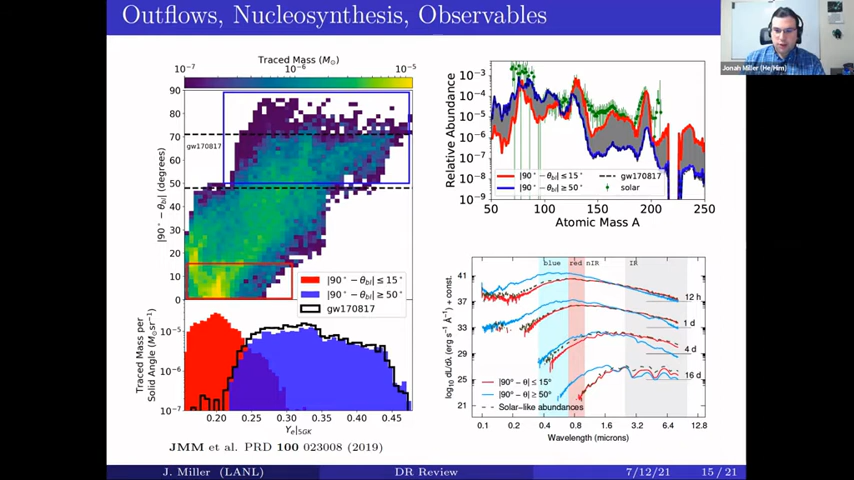 Outflows, Nucleosynthesis, Observables
Jonah Miller (He/Him)
Traced Mass (M⊙)
10⁻⁷ 10⁻⁶ 10⁻⁵
90
80
70
60
50
40
30
20
10
0
|90° − θbl| (degrees)
gw170817
|90° − θbl| ≤ 15°
|90° − θbl| ≥ 50°
gw170817
Traced Mass per
Solid Angle (M⊙sr⁻¹)
10⁻⁵
10⁻⁶
10⁻⁷
0.20 0.25 0.30 0.35 0.40 0.45
Ye|5GK
Relative Abundance
10⁻³
10⁻⁴
10⁻⁵
10⁻⁶
10⁻⁷
10⁻⁸
10⁻⁹
|90° − θbl| ≤ 15° gw170817
|90° − θbl| ≥ 50° solar
50 100 150 200 250
Atomic Mass A
blue red nIR IR
log₁₀ dL/dλ (erg s⁻¹ Å⁻¹) + const.
41
37
33
29
25
21
12 h
1 d
4 d
16 d
|90° − θ| ≤ 15°
|90° − θ| ≥ 50°
Solar-like abundances
0.1 0.2 0.4 0.8 1.6 3.2 6.4 12.8
Wavelength (microns)
JMM et al. PRD 100 023008 (2019)
J. Miller (LANL) DR Review 7/12/21 15 / 21